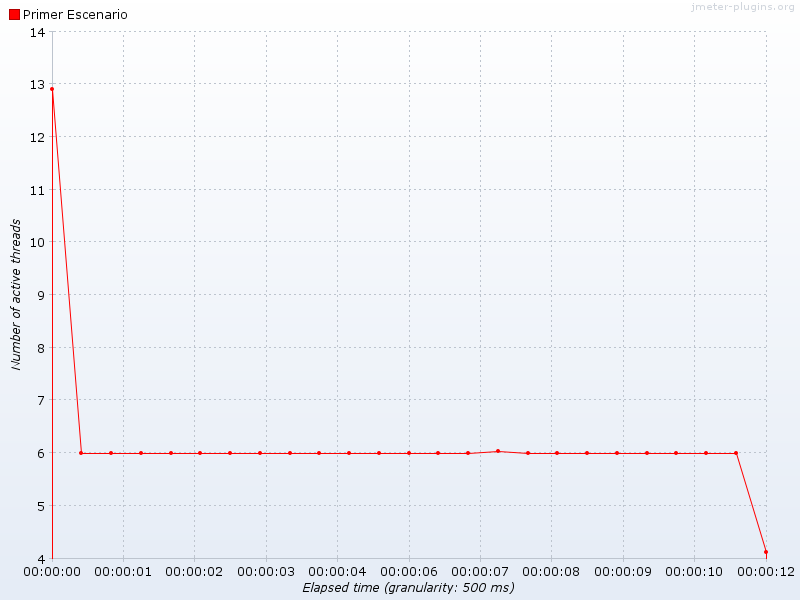 jmeter-plugins.org
Primer Escenario
14
13
12
11
10
9
8
7
6
5
4
Number of active threads
00:00:00 00:00:01 00:00:02 00:00:03 00:00:04 00:00:06 00:00:07 00:00:08 00:00:09 00:00:10 00:00:12
Elapsed time (granularity: 500 ms)